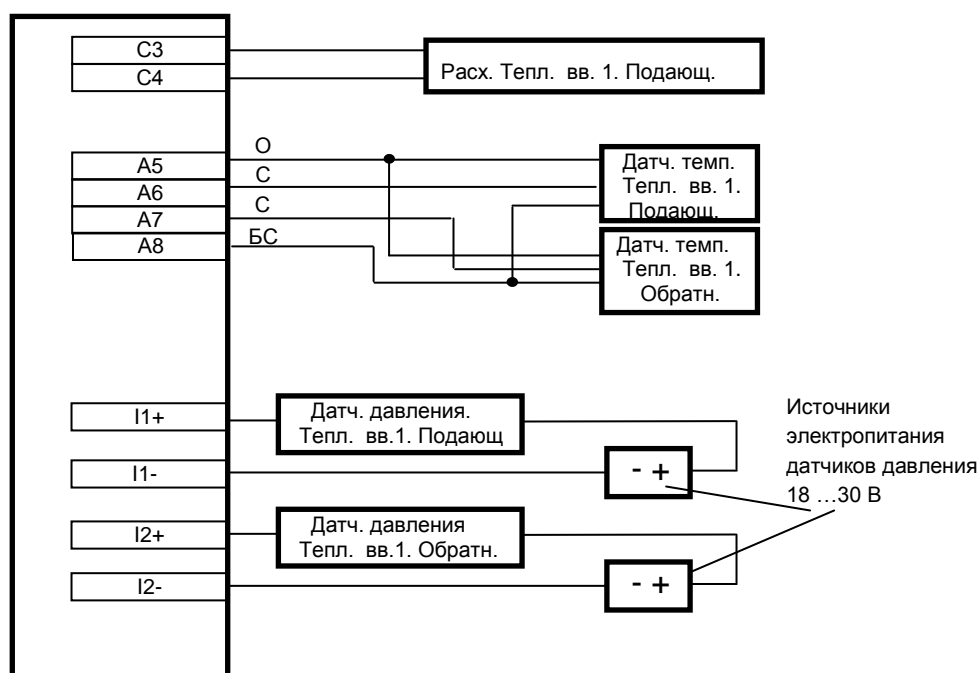 C3
C4
Расх. Тепл. вв. 1. Подающ.
A5
A6
A7
A8
О
С
С
БС
Датч. темп.
Тепл. вв. 1.
Подающ.
Датч. темп.
Тепл. вв. 1.
Обратн.
I1+
I1-
I2+
I2-
Датч. давления.
Тепл. вв.1. Подающ
- +
Датч. давления
Тепл. вв.1. Обратн.
- +
Источники
электропитания
датчиков давления
18 …30 В